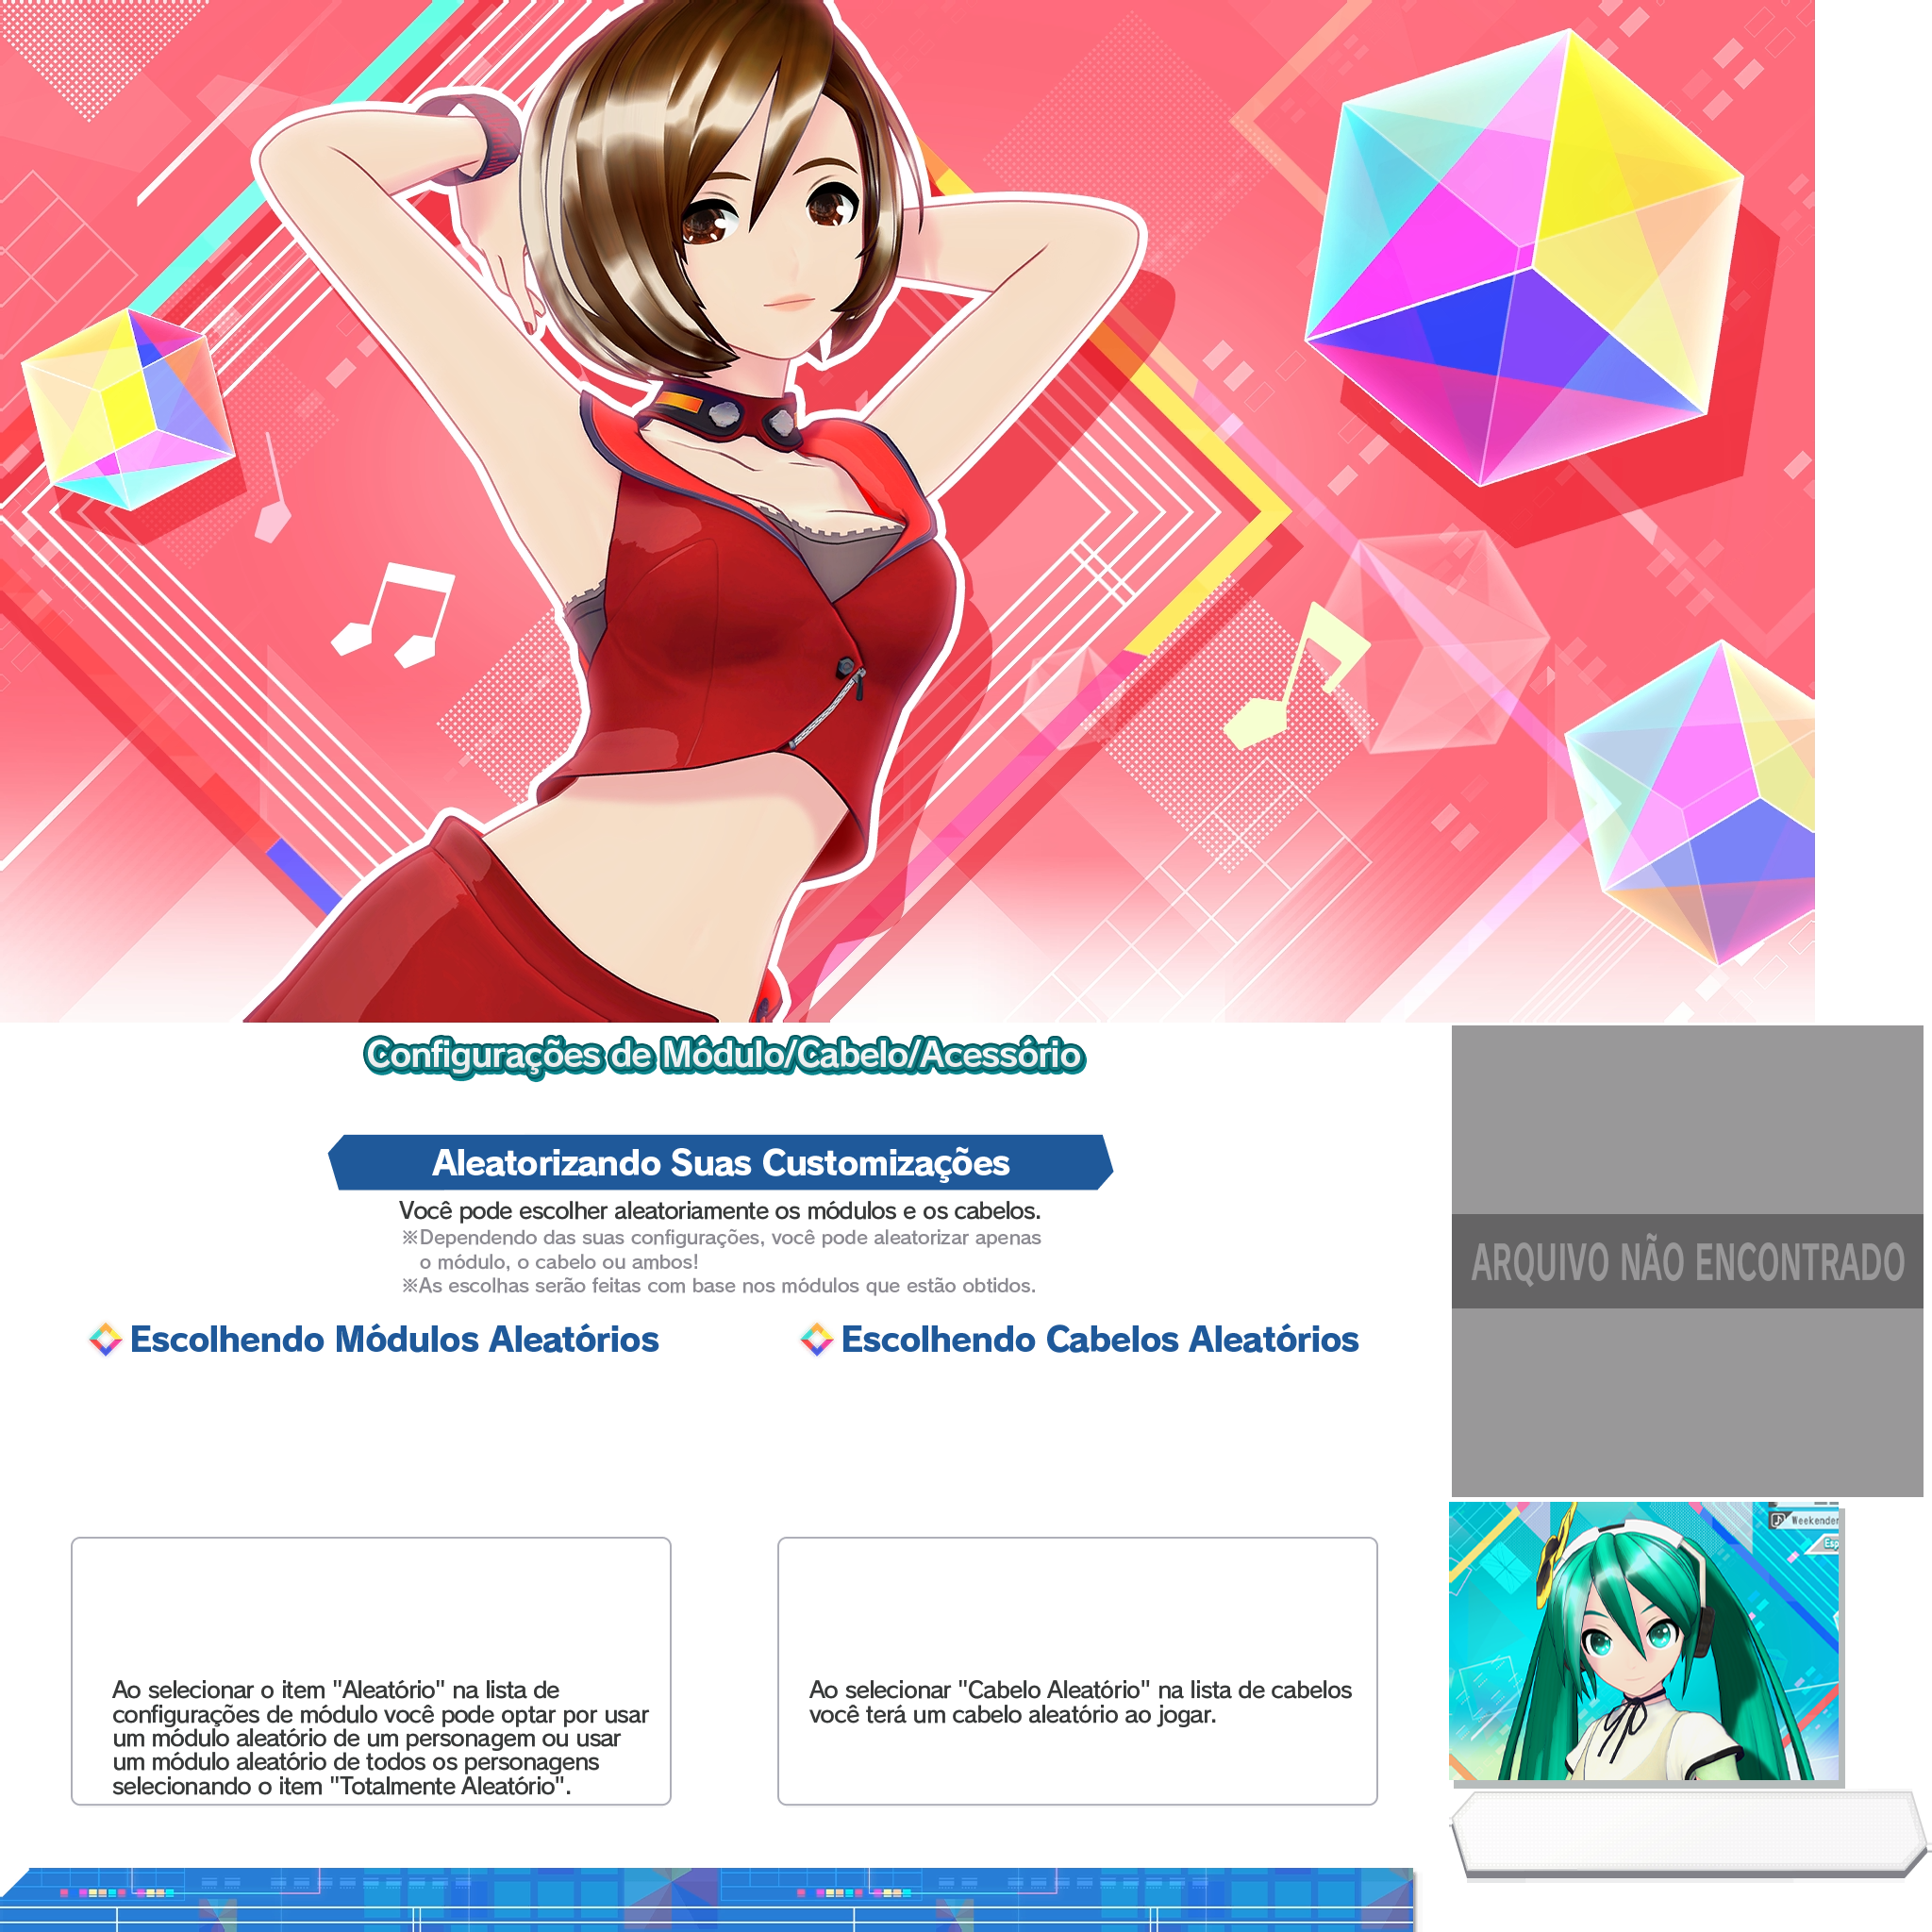 Configurações de Módulo/Cabelo/Acessório
Aleatorizando Suas Customizações
Você pode escolher aleatoriamente os módulos e os cabelos.
※Dependendo das suas configurações, você pode aleatorizar apenas
o módulo, o cabelo ou ambos!
※As escolhas serão feitas com base nos módulos que estão obtidos.
Escolhendo Módulos Aleatórios
Ao selecionar o item "Aleatório" na lista de
configurações de módulo você pode optar por usar
um módulo aleatório de um personagem ou usar
um módulo aleatório de todos os personagens
selecionando o item "Totalmente Aleatório".
Escolhendo Cabelos Aleatórios
Ao selecionar "Cabelo Aleatório" na lista de cabelos
você terá um cabelo aleatório ao jogar.
ARQUIVO NÃO ENCONTRADO
Weekender
Esp